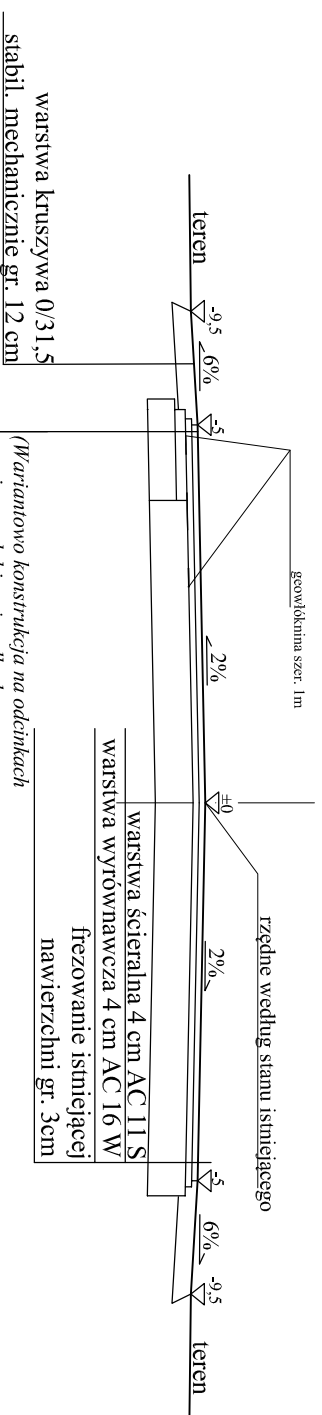 geowłóknina szer. 1m
rzędne według stanu istniejącego
teren
-9,5
6%
-5
2%
±0
2%
-5
6%
-9,5
teren
warstwa kruszywa 0/31,5
stabil. mechanicznie gr. 12 cm
(Wariantowo konstrukcja na odcinkach
warstwa ścieralna 4 cm AC 11 S
warstwa wyrównawcza 4 cm AC 16 W
frezowanie istniejącej
nawierzchni gr. 3cm